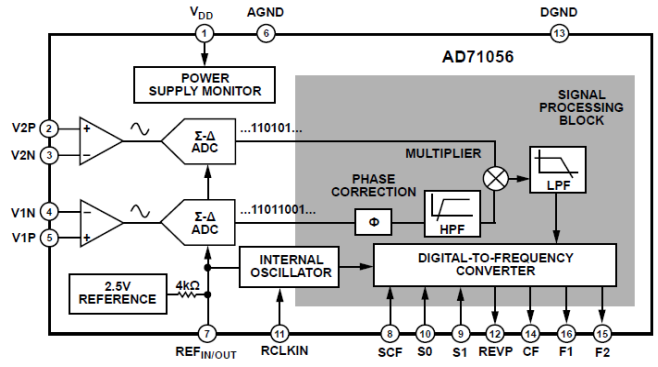 VDD
AGND
DGND
1
6
13
AD71056
POWER
SUPPLY MONITOR
SIGNAL
PROCESSING
BLOCK
V2P 2
+
V2N 3
–
Σ-Δ
ADC
...110101...
MULTIPLIER
LPF
PHASE
CORRECTION
V1N 4
–
V1P 5
+
Σ-Δ
ADC
...11011001...
Φ
HPF
INTERNAL
OSCILLATOR
DIGITAL-TO-FREQUENCY
CONVERTER
2.5V
REFERENCE
4kΩ
7
11
8
10
9
12
14
16
15
REFIN/OUT
RCLKIN
SCF
S0
S1
REVP
CF
F1
F2